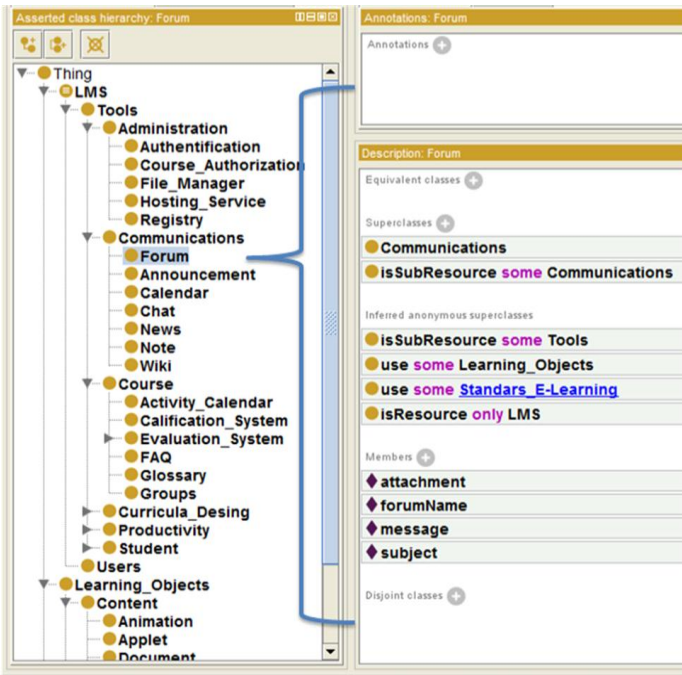 Asserted class hierarchy: Forum
Thing
LMS
Tools
Administration
Authentification
Course_Authorization
File_Manager
Hosting_Service
Registry
Communications
Forum
Announcement
Calendar
Chat
News
Note
Wiki
Course
Activity_Calendar
Calification_System
Evaluation_System
FAQ
Glossary
Groups
Curricula_Desing
Productivity
Student
Users
Learning_Objects
Content
Animation
Applet
Document
Annotations: Forum
Annotations
Description: Forum
Equivalent classes
Superclasses
Communications
isSubResource some Communications
Inferred anonymous superclasses
isSubResource some Tools
use some Learning_Objects
use some Standars_E-Learning
isResource only LMS
Members
attachment
forumName
message
subject
Disjoint classes